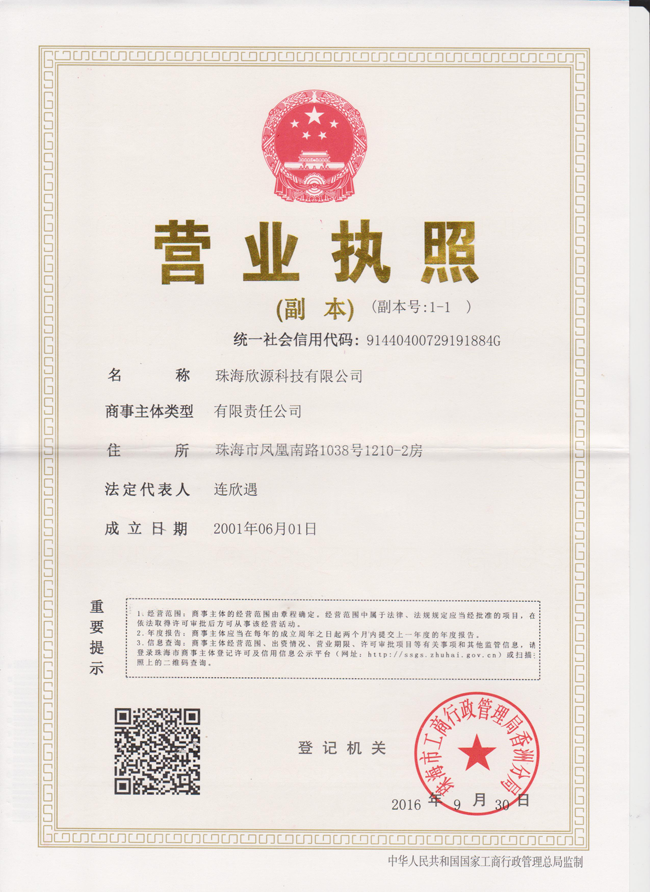 营业执照
(副 本) (副本号:1-1 )
统一社会信用代码: 91440400729191884G
名 称 珠海欣源科技有限公司
商事主体类型 有限责任公司
住 所 珠海市凤凰南路1038号1210-2房
法定代表人 连欣遇
成立日期 2001年06月01日
重要提示
1.经营范围:商事主体的经营范围由章程确定。经营范围中属于法律、法规规定应当经批准的项目,在
依法取得许可审批后方可从事该经营活动。
2.年度报告:商事主体应当在每年的成立周年之日起两个月内提交上一年度的年度报告。
3.信息查询:商事主体经营范围、出资情况、营业期限、许可审批项目等有关事项和其他监管信息,请
登录珠海市商事主体登记许可及信用信息公示平台(网址:http://ssgs.zhuhai.gov.cn)或扫描
照上的二维码查询。
登记机关
珠海市工商行政管理局香洲分局
2016 年 9 月 30 日
中华人民共和国国家工商行政管理总局监制